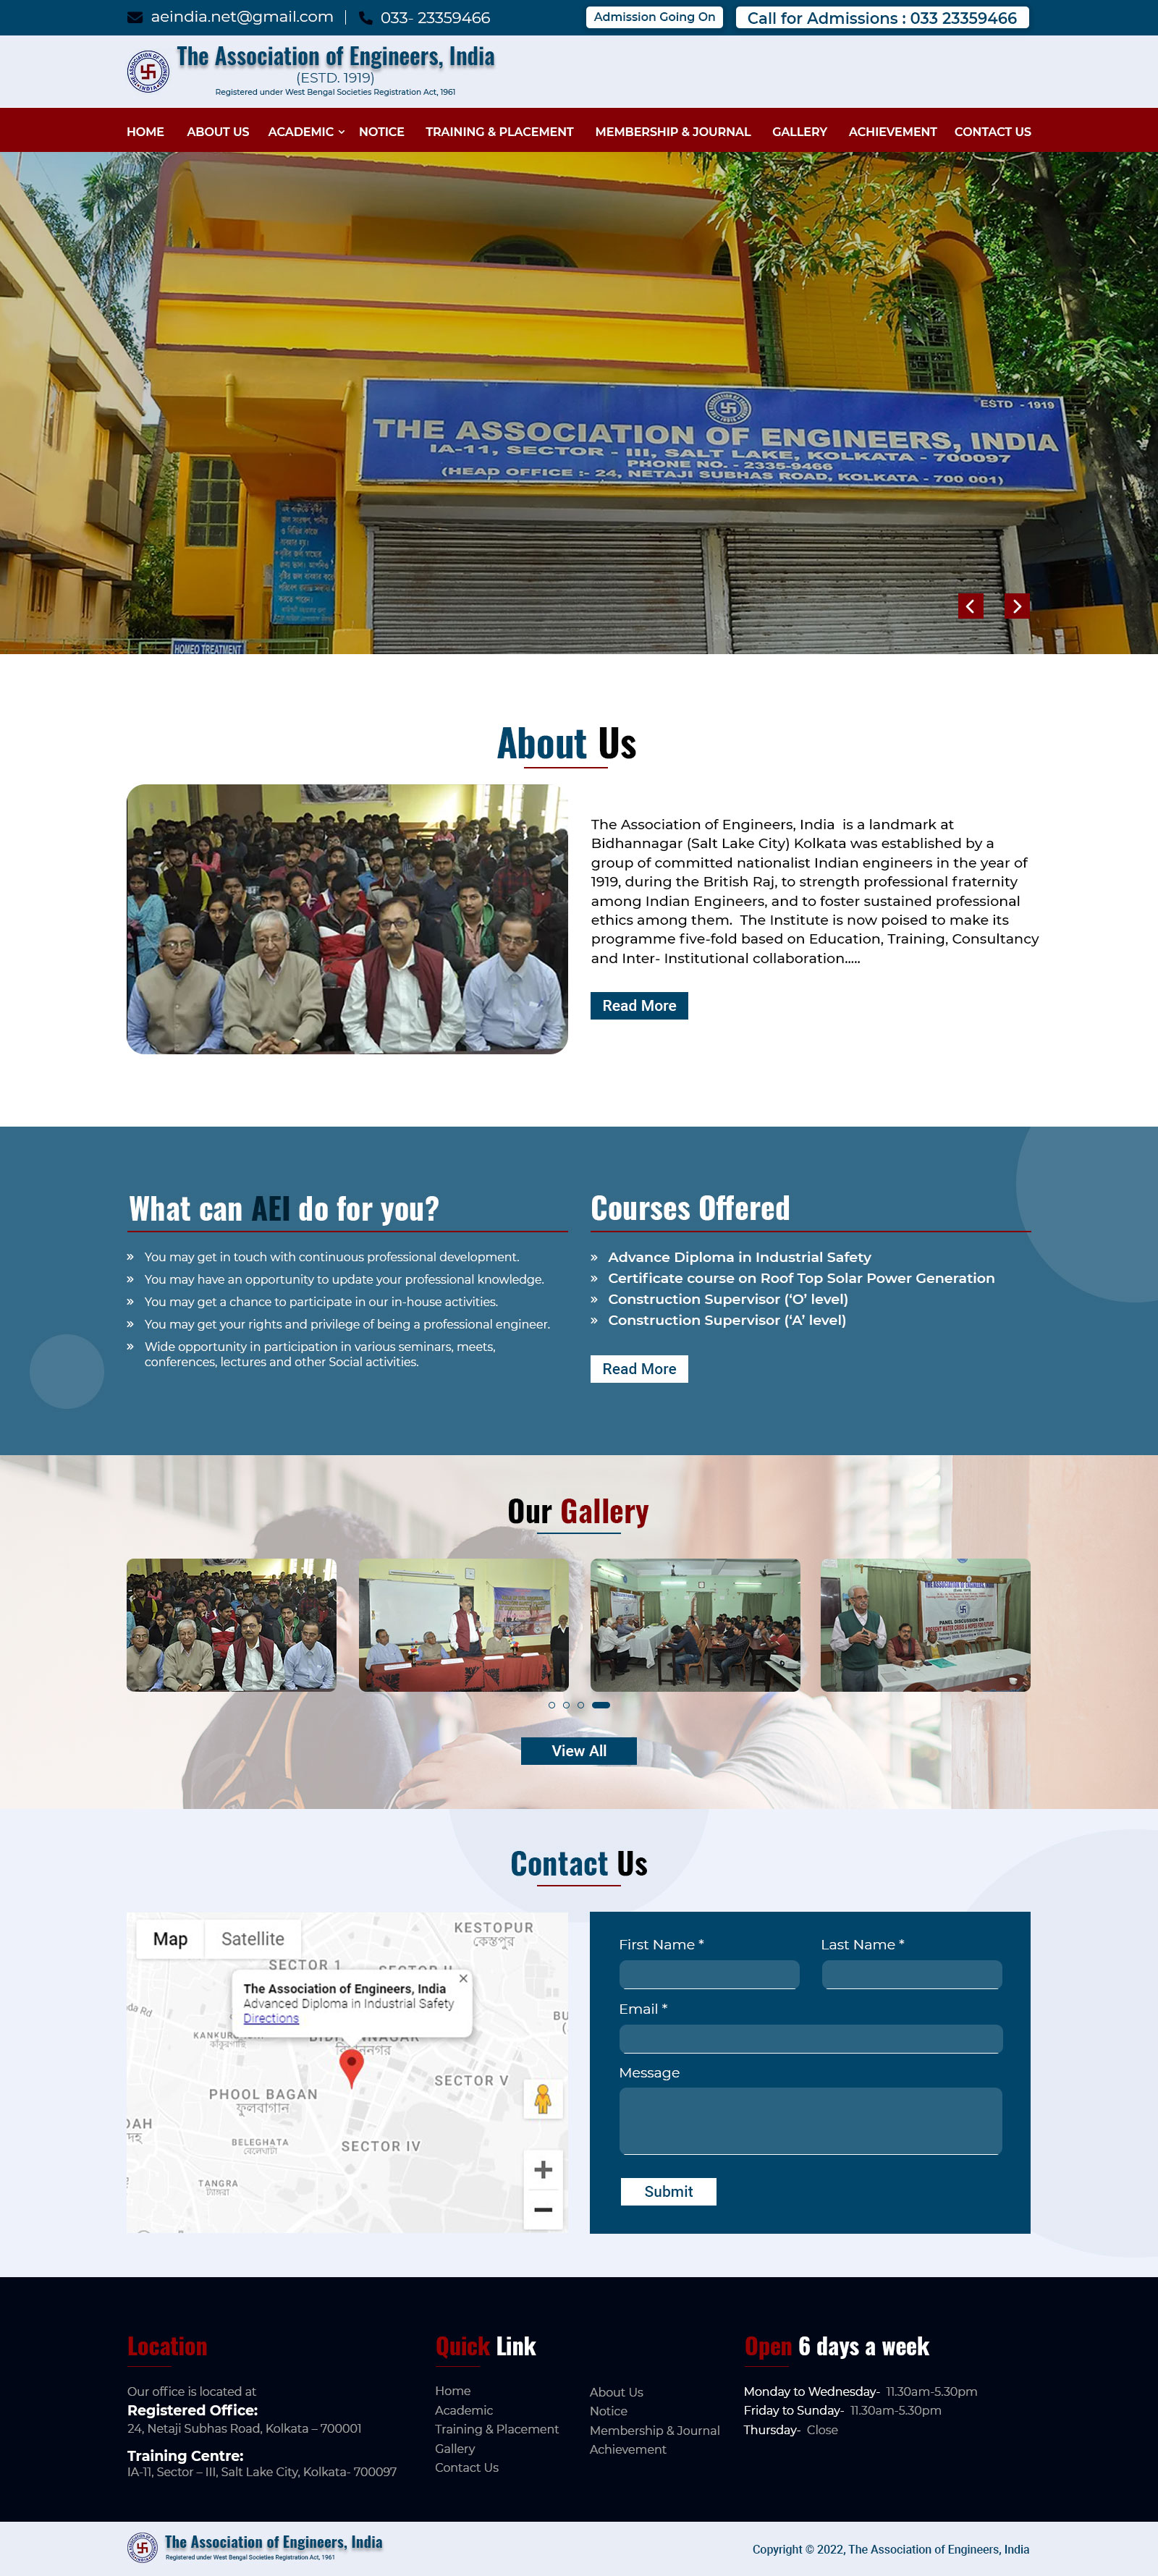 aeindia.net@gmail.com
033- 23359466
Admission Going On
Call for Admissions : 033 23359466
The Association of Engineers, India
(ESTD. 1919)
Registered under West Bengal Societies Registration Act, 1961
HOME ABOUT US ACADEMIC NOTICE TRAINING & PLACEMENT MEMBERSHIP & JOURNAL GALLERY ACHIEVEMENT CONTACT US
ESTD - 1919
THE ASSOCIATION OF ENGINEERS, INDIA
IA-11, SECTOR - III, SALT LAKE, KOLKATA - 700097
PHONE NO. - 2335-9466
(HEAD OFFICE :- 24, NETAJI SUBHAS ROAD, KOLKATA - 700 001)
HOMEO TREATMENT
About Us
The Association of Engineers, India  is a landmark at
Bidhannagar (Salt Lake City) Kolkata was established by a
group of committed nationalist Indian engineers in the year of
1919, during the British Raj, to strength professional fraternity
among Indian Engineers, and to foster sustained professional
ethics among them.  The Institute is now poised to make its
programme five-fold based on Education, Training, Consultancy
and Inter- Institutional collaboration.....
Read More
What can AEI do for you?
» You may get in touch with continuous professional development.
» You may have an opportunity to update your professional knowledge.
» You may get a chance to participate in our in-house activities.
» You may get your rights and privilege of being a professional engineer.
» Wide opportunity in participation in various seminars, meets,
conferences, lectures and other Social activities.
Courses Offered
» Advance Diploma in Industrial Safety
» Certificate course on Roof Top Solar Power Generation
» Construction Supervisor (‘O’ level)
» Construction Supervisor (‘A’ level)
Read More
Our Gallery
THE ASSOCIATION OF ENGINEERS, INDIA
PANEL DISCUSSION ON
PRESENT WATER CRISIS & HOPES FOR FUTURE
View All
Contact Us
Map Satellite
KESTOPUR
কেষ্টপুর
SECTOR 1
The Association of Engineers, India
Advanced Diploma in Industrial Safety
Directions
PHOOL BAGAN
ফুলবাগান
SECTOR V
BELEGHATA
বেলেঘাটা
SECTOR IV
TANGRA
ট্যাংরা
First Name *
Last Name *
Email *
Message
Submit
Location
Our office is located at
Registered Office:
24, Netaji Subhas Road, Kolkata – 700001
Training Centre:
IA-11, Sector – III, Salt Lake City, Kolkata- 700097
Quick Link
Home
Academic
Training & Placement
Gallery
Contact Us
About Us
Notice
Membership & Journal
Achievement
Open 6 days a week
Monday to Wednesday-  11.30am-5.30pm
Friday to Sunday-  11.30am-5.30pm
Thursday-  Close
The Association of Engineers, India
Registered under West Bengal Societies Registration Act, 1961
Copyright © 2022, The Association of Engineers, India